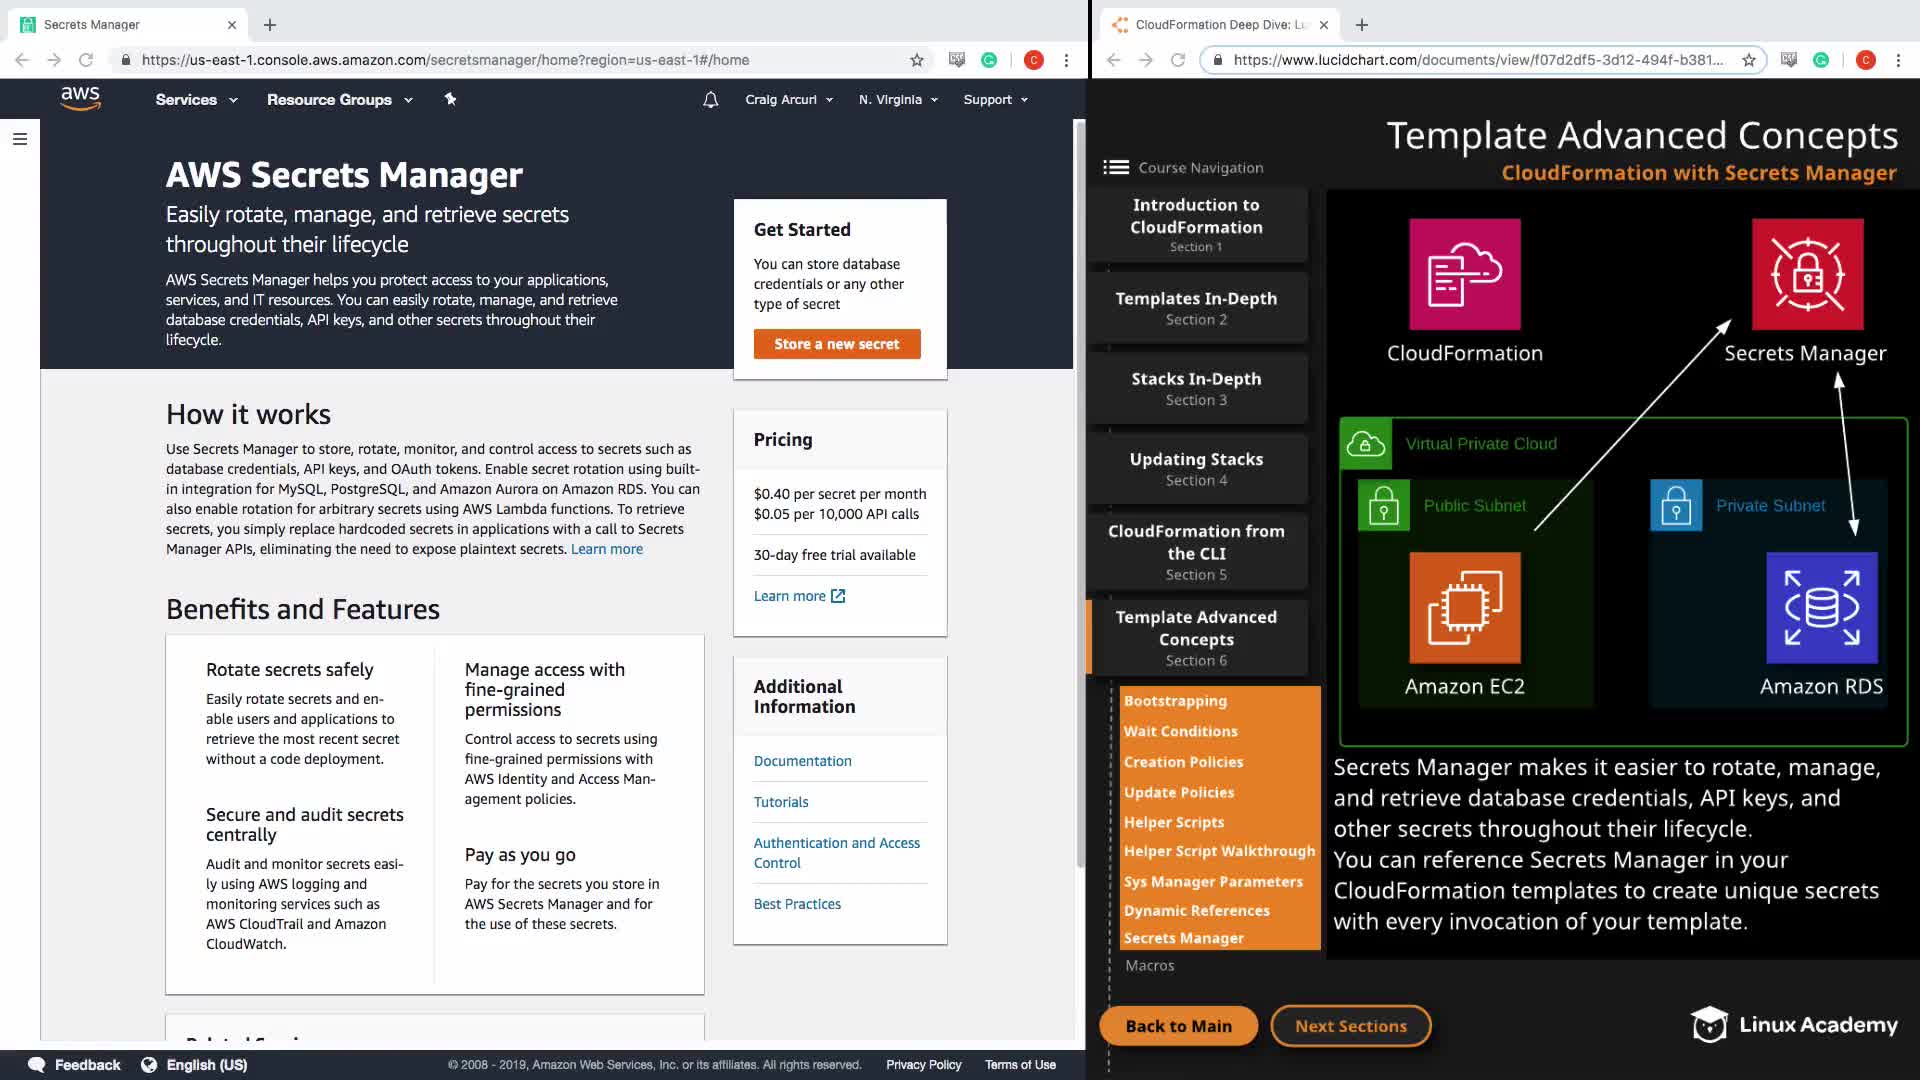 Secrets Manager
https://us-east-1.console.aws.amazon.com/secretsmanager/home?region=us-east-1#/home
C
aws
Services
Resource Groups
Craig Arcuri
N. Virginia
Support
AWS Secrets Manager
Easily rotate, manage, and retrieve secrets
throughout their lifecycle
AWS Secrets Manager helps you protect access to your applications,
services, and IT resources. You can easily rotate, manage, and retrieve
database credentials, API keys, and other secrets throughout their
lifecycle.
Get Started
You can store database
credentials or any other
type of secret
Store a new secret
How it works
Use Secrets Manager to store, rotate, monitor, and control access to secrets such as
database credentials, API keys, and OAuth tokens. Enable secret rotation using built-
in integration for MySQL, PostgreSQL, and Amazon Aurora on Amazon RDS. You can
also enable rotation for arbitrary secrets using AWS Lambda functions. To retrieve
secrets, you simply replace hardcoded secrets in applications with a call to Secrets
Manager APIs, eliminating the need to expose plaintext secrets. Learn more
Pricing
$0.40 per secret per month
$0.05 per 10,000 API calls
30-day free trial available
Learn more
Benefits and Features
Rotate secrets safely
Easily rotate secrets and en-
able users and applications to
retrieve the most recent secret
without a code deployment.
Secure and audit secrets
centrally
Audit and monitor secrets easi-
ly using AWS logging and
monitoring services such as
AWS CloudTrail and Amazon
CloudWatch.
Manage access with
fine-grained
permissions
Control access to secrets using
fine-grained permissions with
AWS Identity and Access Man-
agement policies.
Pay as you go
Pay for the secrets you store in
AWS Secrets Manager and for
the use of these secrets.
Additional
Information
Documentation
Tutorials
Authentication and Access
Control
Best Practices
Feedback
English (US)
© 2008 - 2019, Amazon Web Services, Inc. or its affiliates. All rights reserved.
Privacy Policy
Terms of Use
CloudFormation Deep Dive: Lu
https://www.lucidchart.com/documents/view/f07d2df5-3d12-494f-b381...
C
Template Advanced Concepts
CloudFormation with Secrets Manager
Course Navigation
Introduction to
CloudFormation
Section 1
Templates In-Depth
Section 2
Stacks In-Depth
Section 3
Updating Stacks
Section 4
CloudFormation from
the CLI
Section 5
Template Advanced
Concepts
Section 6
Bootstrapping
Wait Conditions
Creation Policies
Update Policies
Helper Scripts
Helper Script Walkthrough
Sys Manager Parameters
Dynamic References
Secrets Manager
Macros
CloudFormation
Secrets Manager
Virtual Private Cloud
Public Subnet
Private Subnet
Amazon EC2
Amazon RDS
Secrets Manager makes it easier to rotate, manage,
and retrieve database credentials, API keys, and
other secrets throughout their lifecycle.
You can reference Secrets Manager in your
CloudFormation templates to create unique secrets
with every invocation of your template.
Back to Main
Next Sections
Linux Academy